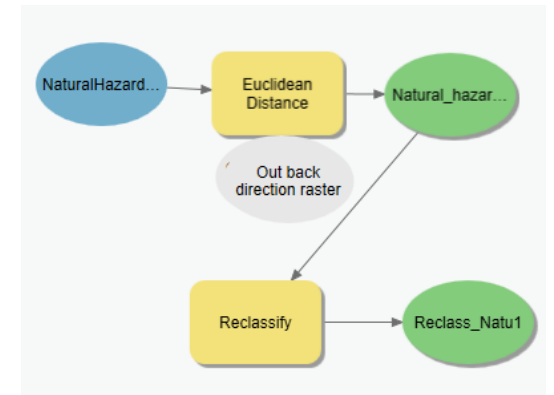 NaturalHazard...
Euclidean
Distance
Natural_hazar...
Out back
direction raster
Reclassify
Reclass_Natu1